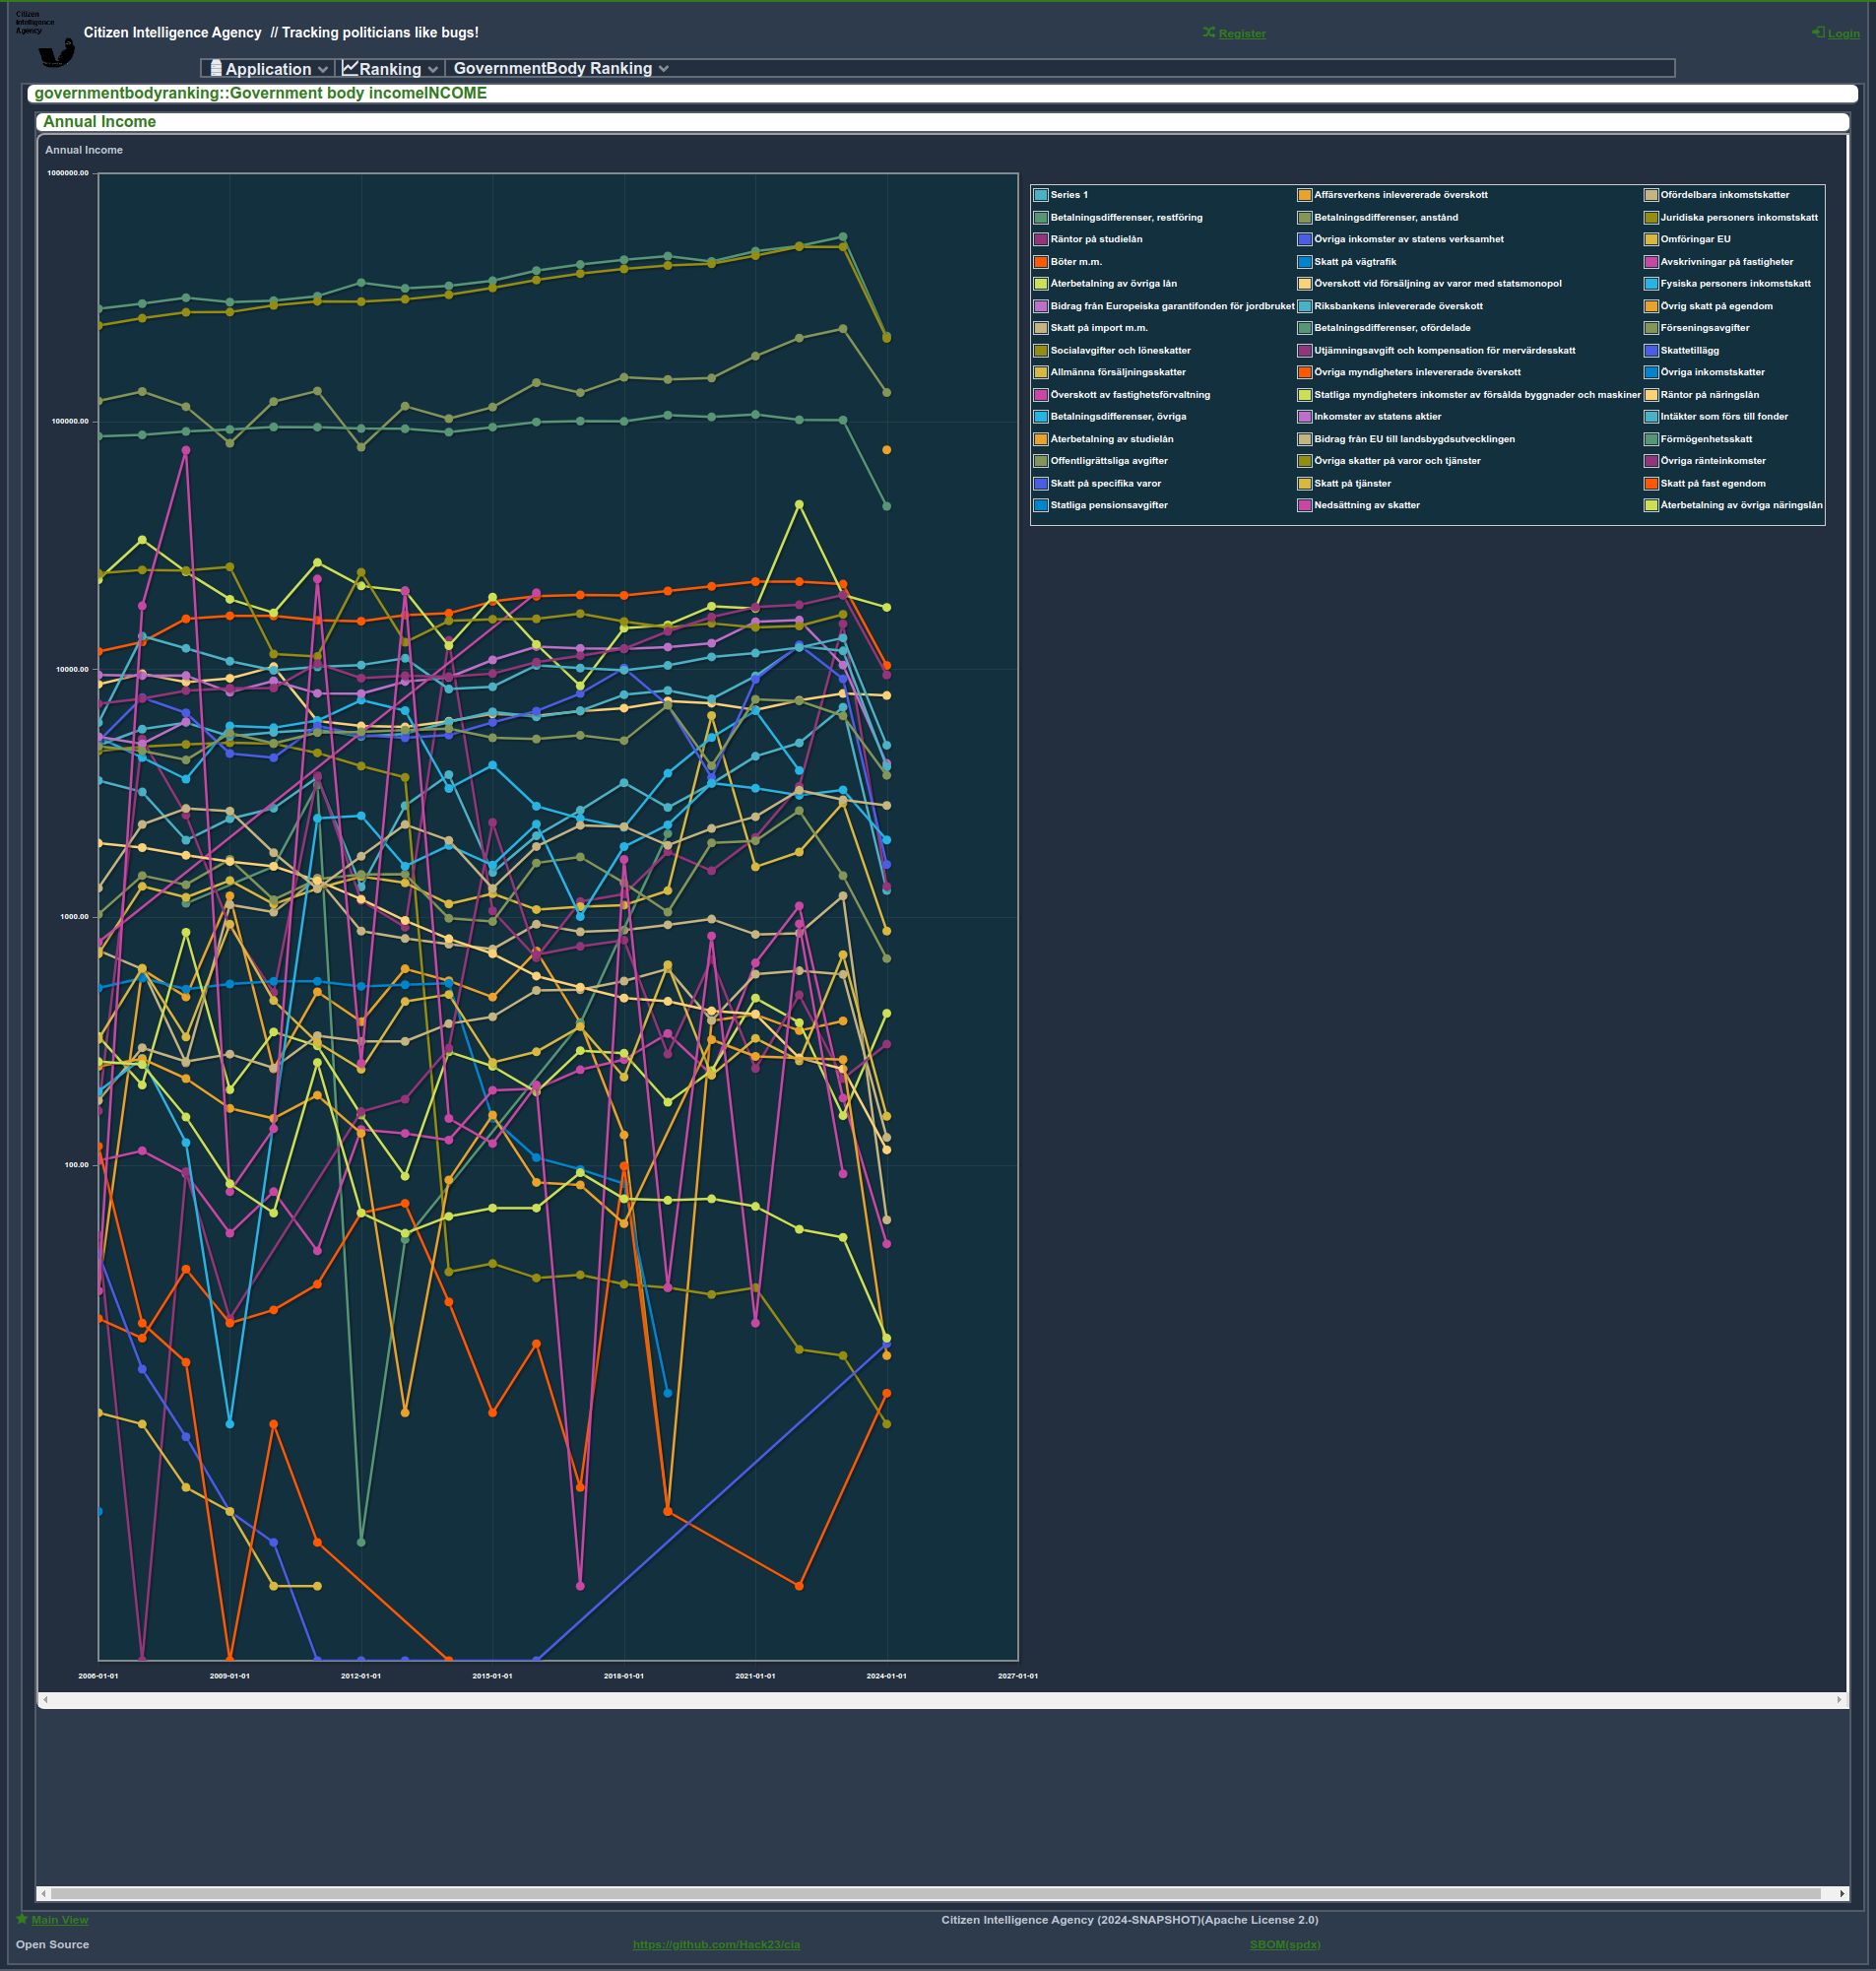 Citizen
Intelligence
Agency
Citizen Intelligence Agency // Tracking politicians like bugs!
Register
Login
Application
Ranking
GovernmentBody Ranking
governmentbodyranking::Government body incomeINCOME
Annual Income
Annual Income
1000000.00
100000.00
10000.00
1000.00
100.00
2006-01-01
2009-01-01
2012-01-01
2015-01-01
2018-01-01
2021-01-01
2024-01-01
2027-01-01
Series 1
Affärsverkens inlevererade överskott
Ofördelbara inkomstskatter
Betalningsdifferenser, restföring
Betalningsdifferenser, anstånd
Juridiska personers inkomstskatt
Räntor på studielån
Övriga inkomster av statens verksamhet
Omföringar EU
Böter m.m.
Skatt på vägtrafik
Avskrivningar på fastigheter
Återbetalning av övriga lån
Överskott vid försäljning av varor med statsmonopol
Fysiska personers inkomstskatt
Bidrag från Europeiska garantifonden för jordbruket
Riksbankens inlevererade överskott
Övrig skatt på egendom
Skatt på import m.m.
Betalningsdifferenser, ofördelade
Förseningsavgifter
Socialavgifter och löneskatter
Utjämningsavgift och kompensation för mervärdesskatt
Skattetillägg
Allmänna försäljningsskatter
Övriga myndigheters inlevererade överskott
Övriga inkomstskatter
Överskott av fastighetsförvaltning
Statliga myndigheters inkomster av försålda byggnader och maskiner
Räntor på näringslån
Betalningsdifferenser, övriga
Inkomster av statens aktier
Intäkter som förs till fonder
Återbetalning av studielån
Bidrag från EU till landsbygdsutvecklingen
Förmögenhetsskatt
Offentligrättsliga avgifter
Övriga skatter på varor och tjänster
Övriga ränteinkomster
Skatt på specifika varor
Skatt på tjänster
Skatt på fast egendom
Statliga pensionsavgifter
Nedsättning av skatter
Återbetalning av övriga näringslån
Main View
Citizen Intelligence Agency (2024-SNAPSHOT)(Apache License 2.0)
Open Source
https://github.com/Hack23/cia
SBOM(spdx)